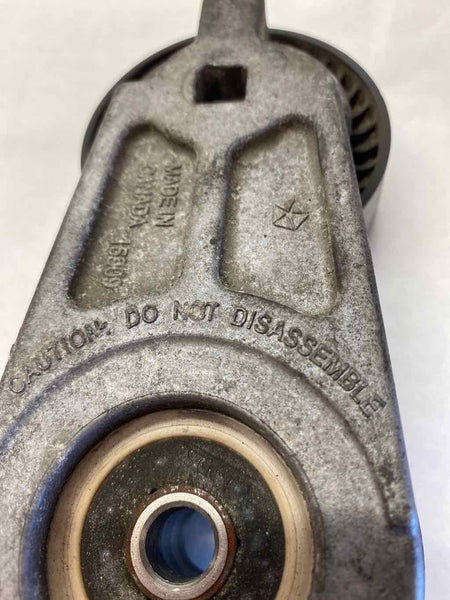 MADE IN
CANADA
CAUTION: DO NOT DISASSEMBLE